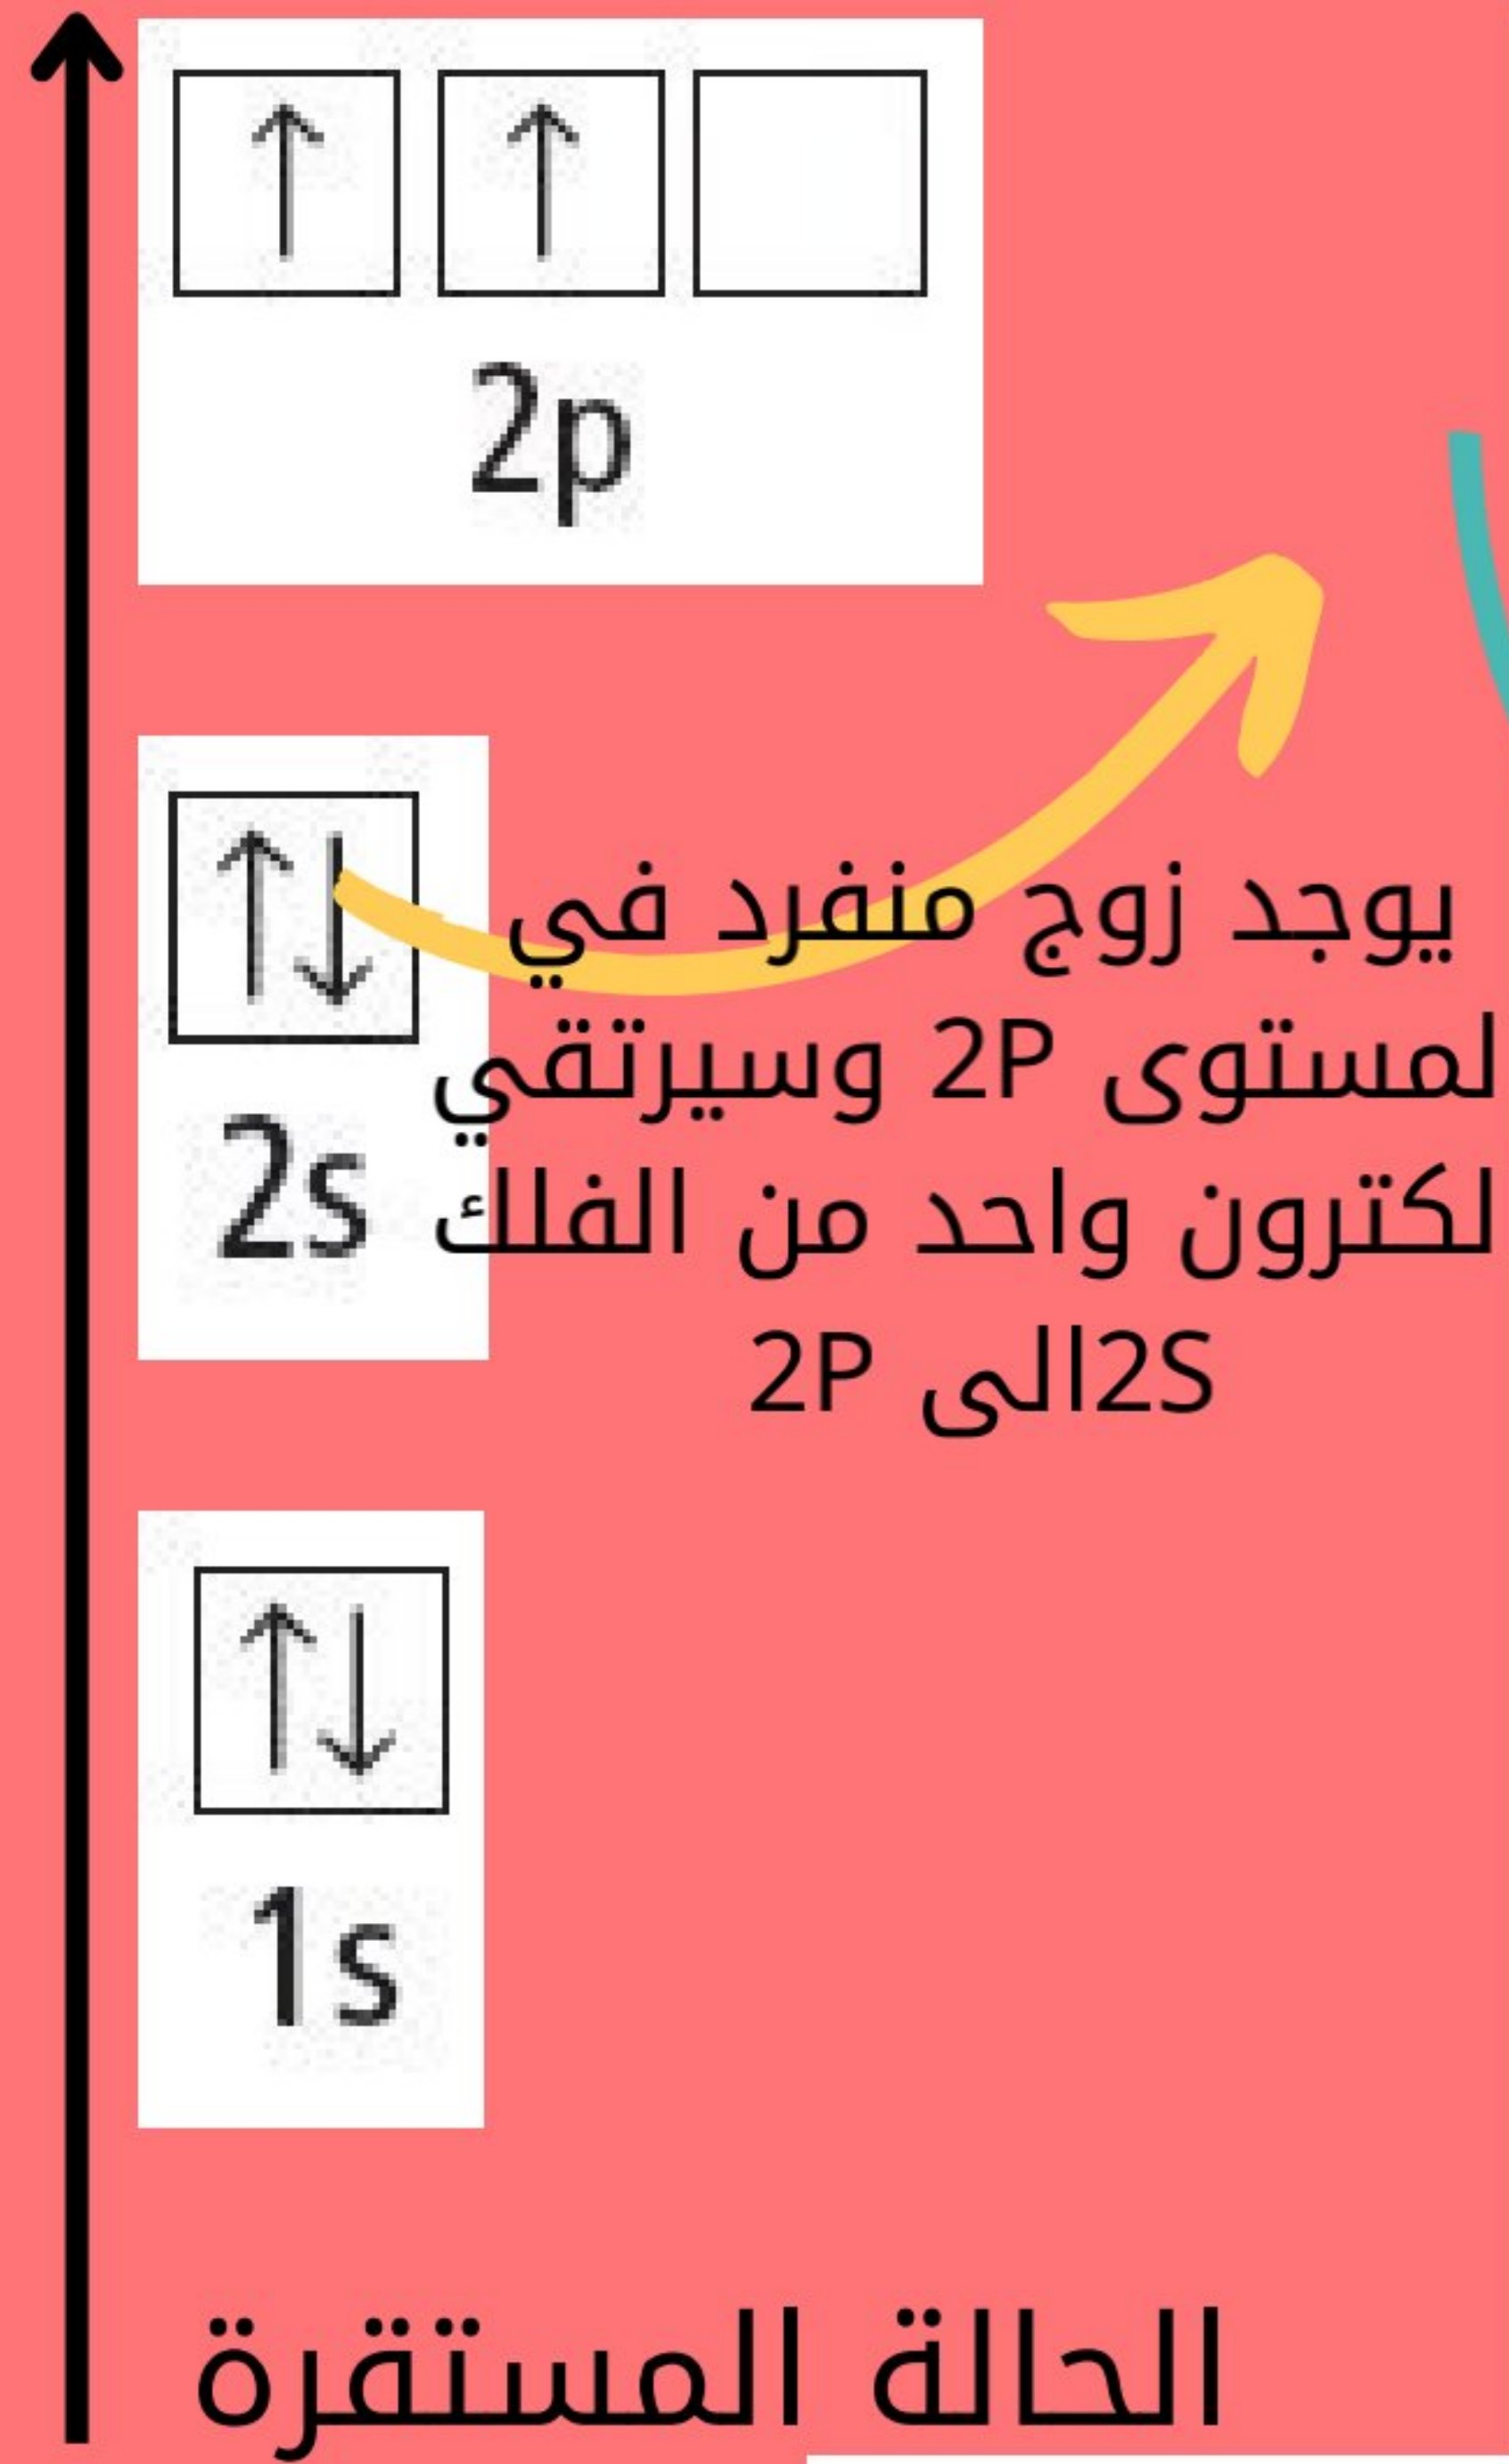 2p
يوجد زوج منفرد في
لمستوى 2P وسيرتقي
لكترون واحد من الفلك
2Sالى 2P
2s
1s
الحالة المستقرة